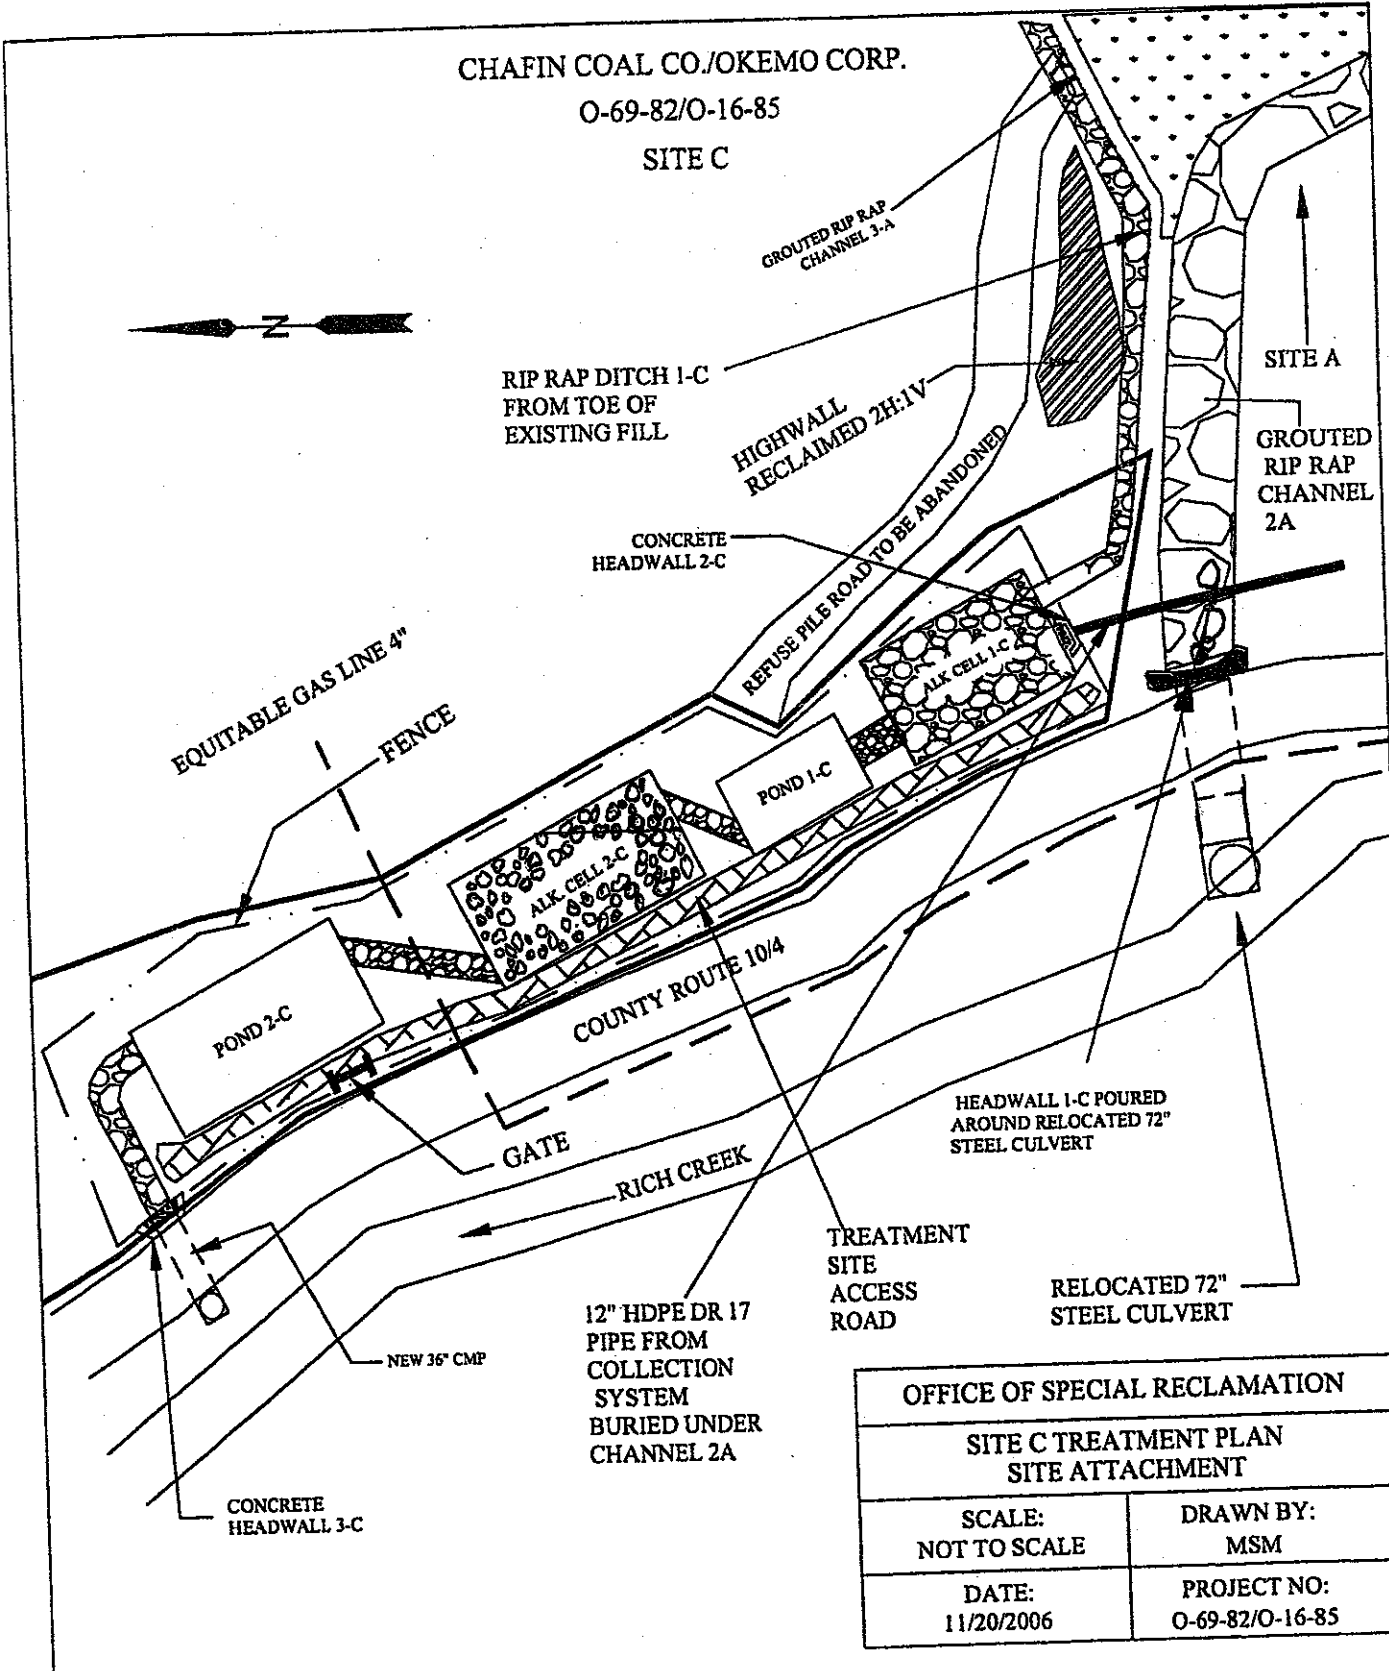 CHAFIN COAL CO./OKEMO CORP.
O-69-82/O-16-85
SITE C
GROUTED RIP RAP
CHANNEL 3-A
N
RIP RAP DITCH 1-C
FROM TOE OF
EXISTING FILL
SITE A
HIGHWALL
RECLAIMED 2H:1V
GROUTED
RIP RAP
CHANNEL
2A
CONCRETE
HEADWALL 2-C
REFUSE PILE ROAD TO BE ABANDONED
EQUITABLE GAS LINE 4"
FENCE
ALK CELL 1-C
POND 1-C
ALK. CELL 2-C
POND 2-C
COUNTY ROUTE 10/4
GATE
RICH CREEK
HEADWALL 1-C POURED
AROUND RELOCATED 72"
STEEL CULVERT
TREATMENT
SITE
ACCESS
ROAD
RELOCATED 72"
STEEL CULVERT
12" HDPE DR 17
PIPE FROM
COLLECTION
SYSTEM
BURIED UNDER
CHANNEL 2A
NEW 36" CMP
CONCRETE
HEADWALL 3-C
OFFICE OF SPECIAL RECLAMATION
SITE C TREATMENT PLAN
SITE ATTACHMENT
SCALE:
NOT TO SCALE
DRAWN BY:
MSM
DATE:
11/20/2006
PROJECT NO:
O-69-82/O-16-85